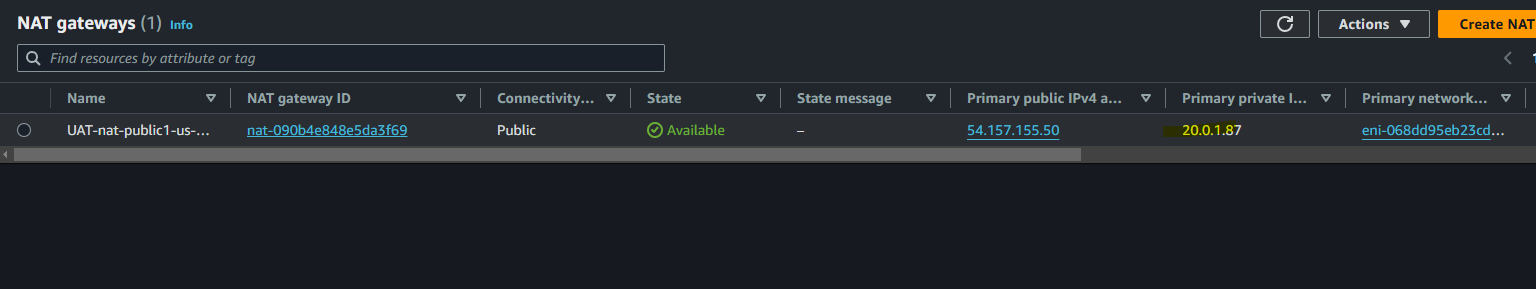 NAT gateways (1) Info
Actions
Create NAT
Find resources by attribute or tag
Name NAT gateway ID Connectivity... State State message Primary public IPv4 a... Primary private I... Primary network...
UAT-nat-public1-us-... nat-090b4e848e5da3f69 Public Available – 54.157.155.50 20.0.1.87 eni-068dd95eb23cd...